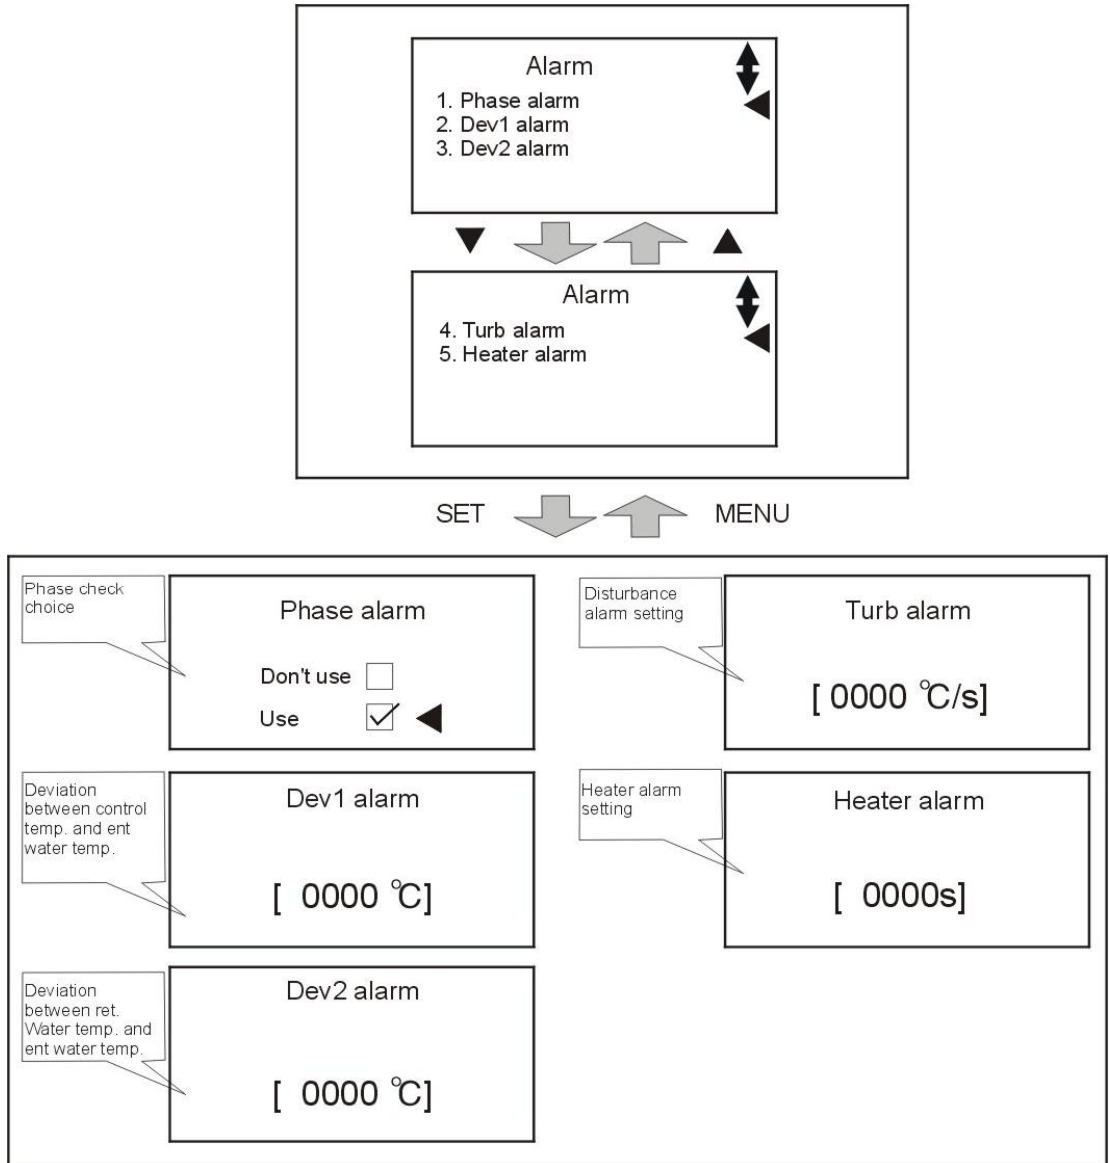 Alarm
1. Phase alarm
2. Dev1 alarm
3. Dev2 alarm
Alarm
4. Turb alarm
5. Heater alarm
SET
MENU
Phase check
choice
Phase alarm
Don't use
Use
Disturbance
alarm setting
Turb alarm
[ 0000 °C/s]
Deviation
between control
temp. and ent
water temp.
Dev1 alarm
[ 0000 °C]
Heater alarm
setting
Heater alarm
[ 0000s]
Deviation
between ret.
Water temp. and
ent water temp.
Dev2 alarm
[ 0000 °C]